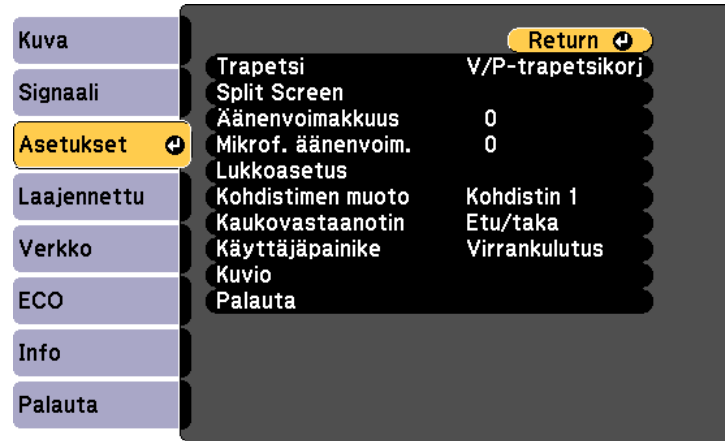 Kuva
Signaali
Asetukset
Laajennettu
Verkko
ECO
Info
Palauta
Return
Trapetsi V/P-trapetsikorj
Split Screen
Äänenvoimakkuus 0
Mikrof. äänenvoim. 0
Lukkoasetus
Kohdistimen muoto Kohdistin 1
Kaukovastaanotin Etu/taka
Käyttäjäpainike Virrankulutus
Kuvio
Palauta